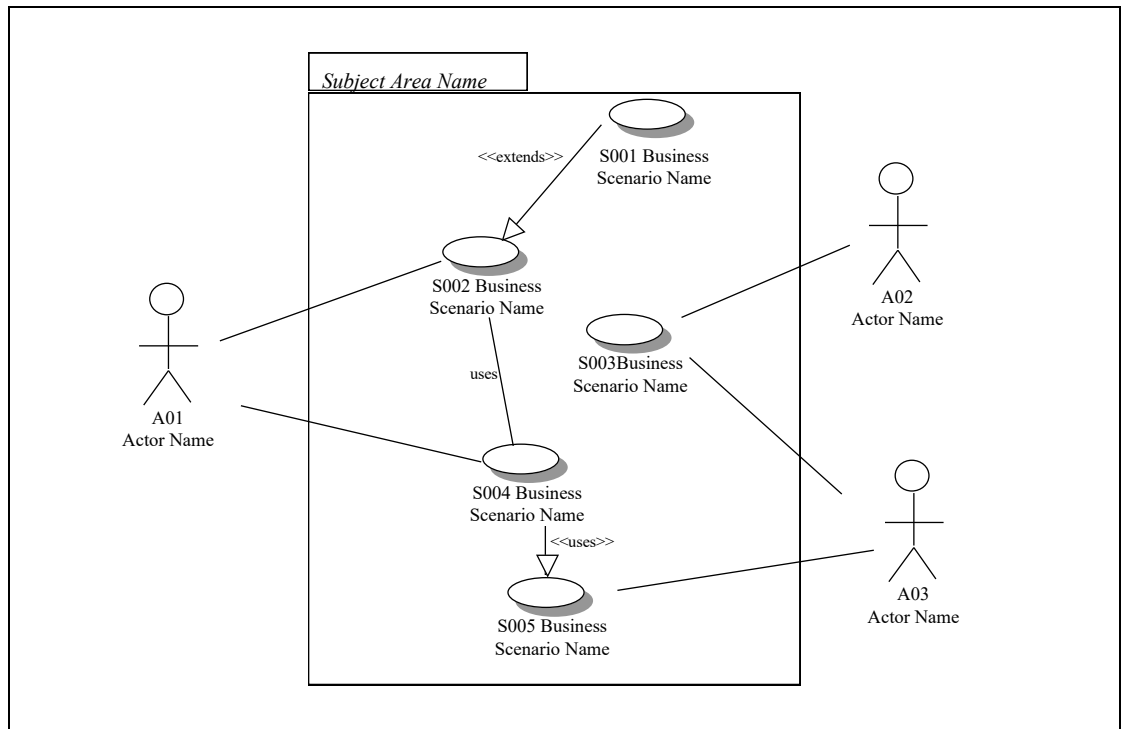 Subject Area Name
<<extends>>
S001 Business
Scenario Name
S002 Business
Scenario Name
A02
Actor Name
S003Business
Scenario Name
uses
A01
Actor Name
S004 Business
Scenario Name
<<uses>>
A03
Actor Name
S005 Business
Scenario Name